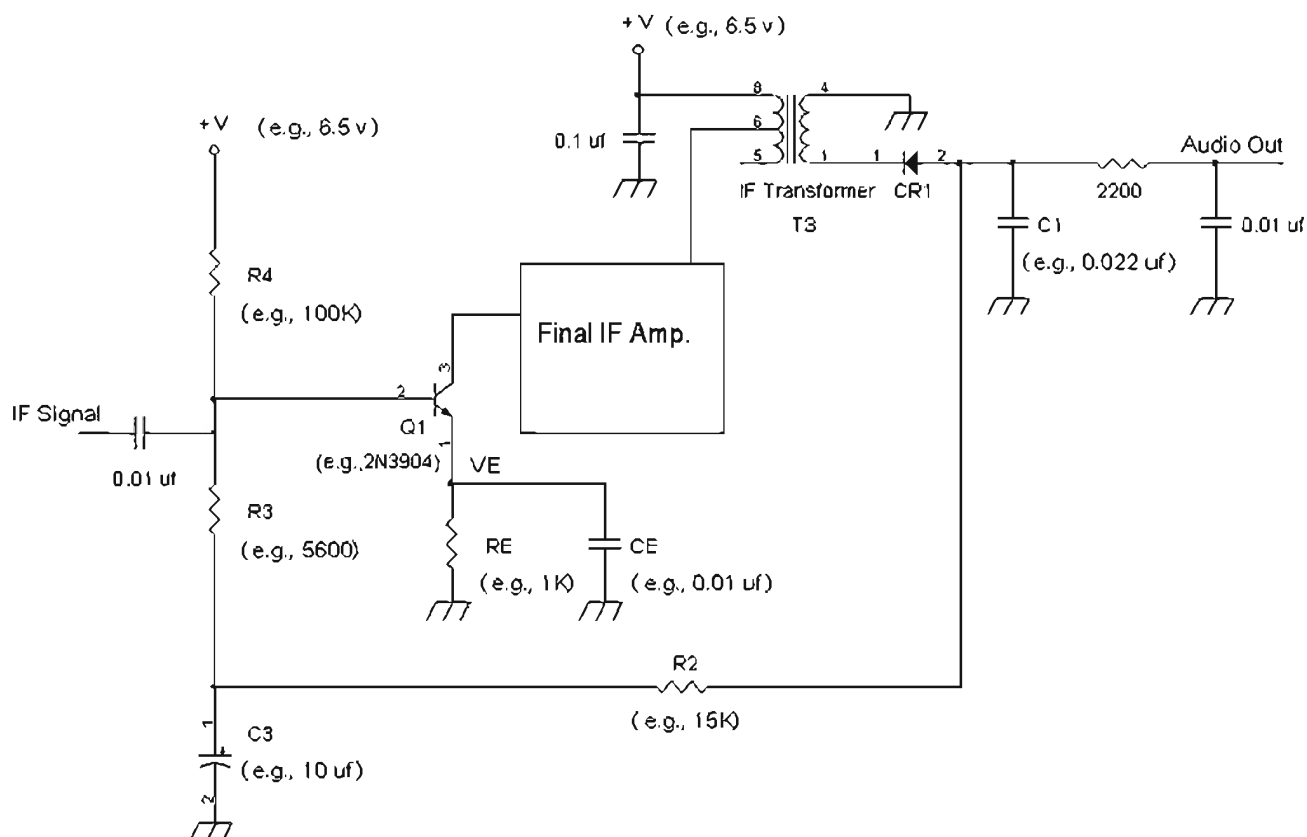 +V (e.g., 6.5 v)
8
4
+V (e.g., 6.5v)
6
0.1 uf
5
1
1
2
Audio Out
IF Transformer
CR1
2200
T3
C1
0.01 uf
(e.g., 0.022 uf)
R4
(e.g., 100K)
Final IF Amp.
3
2
IF Signal
Q1
1
(e.g.,2N3904)
VE
0.01 uf
R3
(e.g., 5600)
RE
CE
(e.g., 1K)
(e.g., 0.01 uf)
R2
(e.g., 15K)
1
C3
(e.g., 10 uf)
2